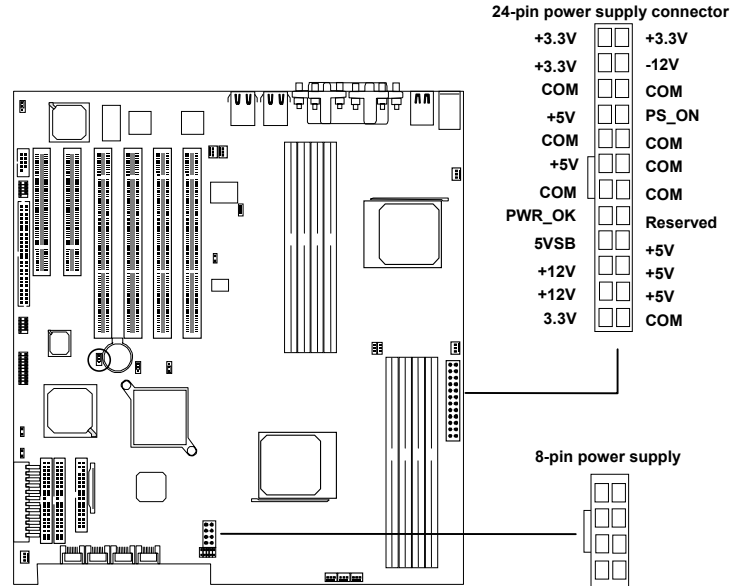 24-pin power supply connector
+3.3V +3.3V
+3.3V -12V
COM COM
+5V PS_ON
COM COM
+5V COM
COM COM
PWR_OK Reserved
5VSB +5V
+12V +5V
+12V +5V
3.3V COM
8-pin power supply